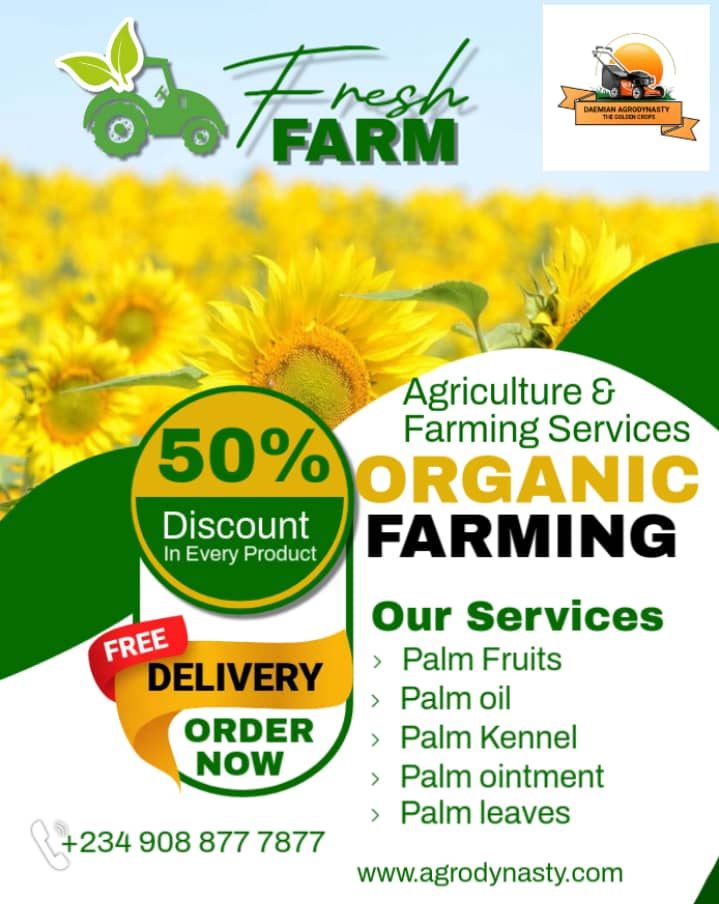 Fresh
FARM
DAEMIAN AGRODYNASTY
THE GOLDEN CROPS
Agriculture &
Farming Services
ORGANIC
FARMING
50%
Discount
In Every Product
FREE
DELIVERY
ORDER
NOW
Our Services
› Palm Fruits
› Palm oil
› Palm Kennel
› Palm ointment
› Palm leaves
+234 908 877 7877
www.agrodynasty.com